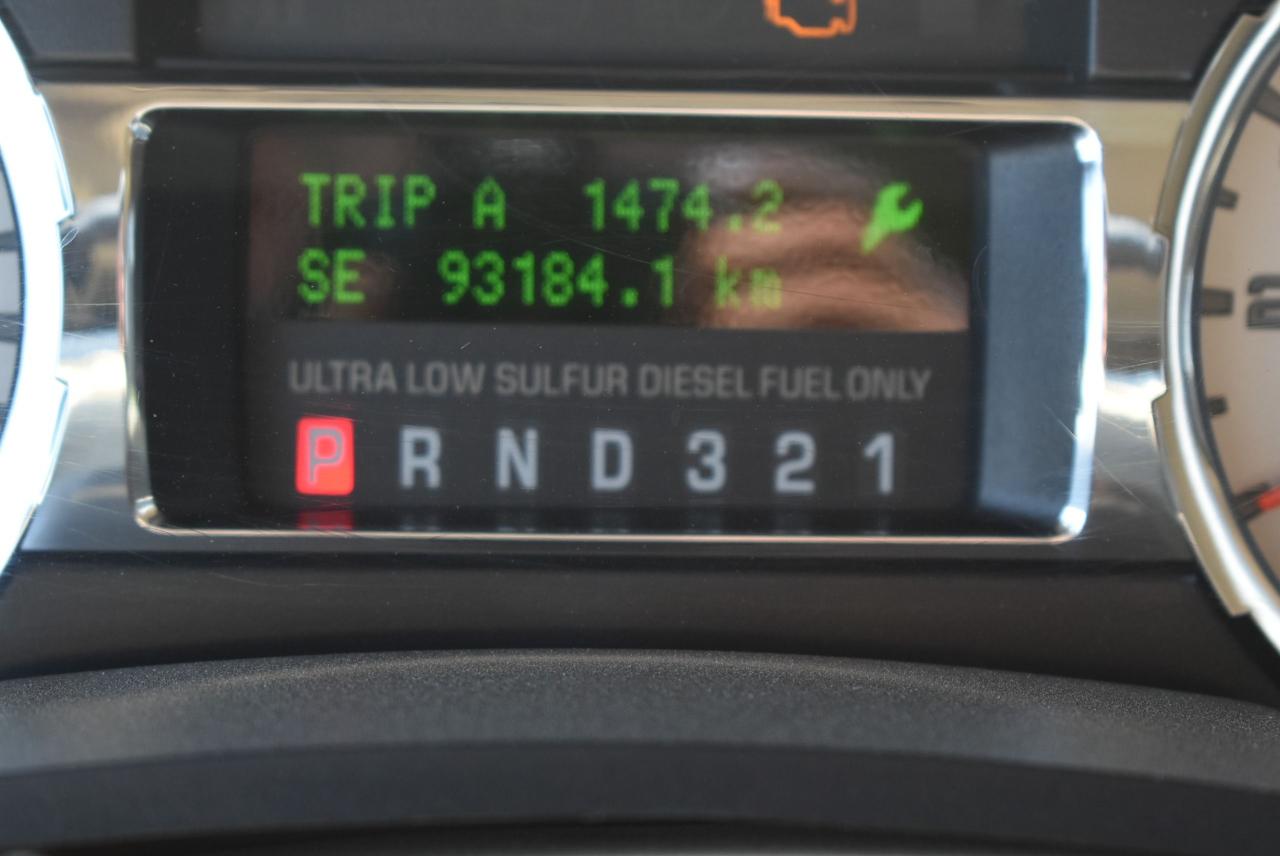 TRIP A 1474.2
SE 93184.1 km
ULTRA LOW SULFUR DIESEL FUEL ONLY
P R N D 3 2 1